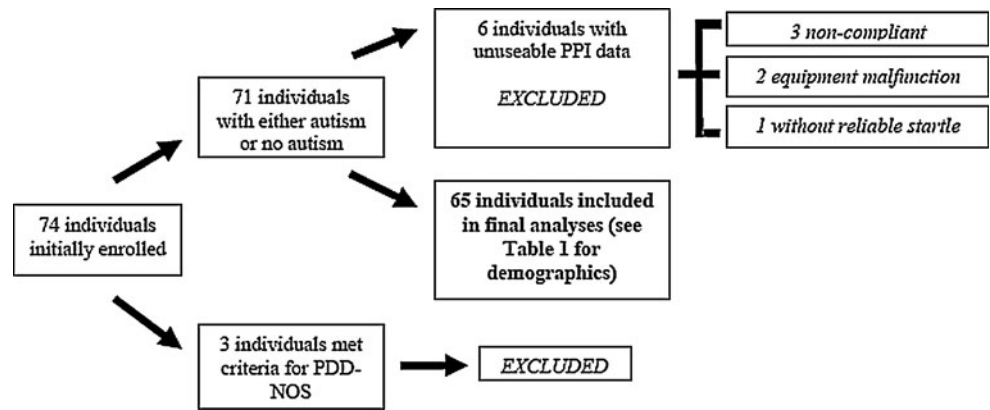 74 individuals
initially enrolled
71 individuals
with either autism
or no autism
3 individuals met
criteria for PDD-
NOS
EXCLUDED
6 individuals with
unuseable PPI data
EXCLUDED
3 non-compliant
2 equipment malfunction
1 without reliable startle
65 individuals included
in final analyses (see
Table 1 for
demographics)